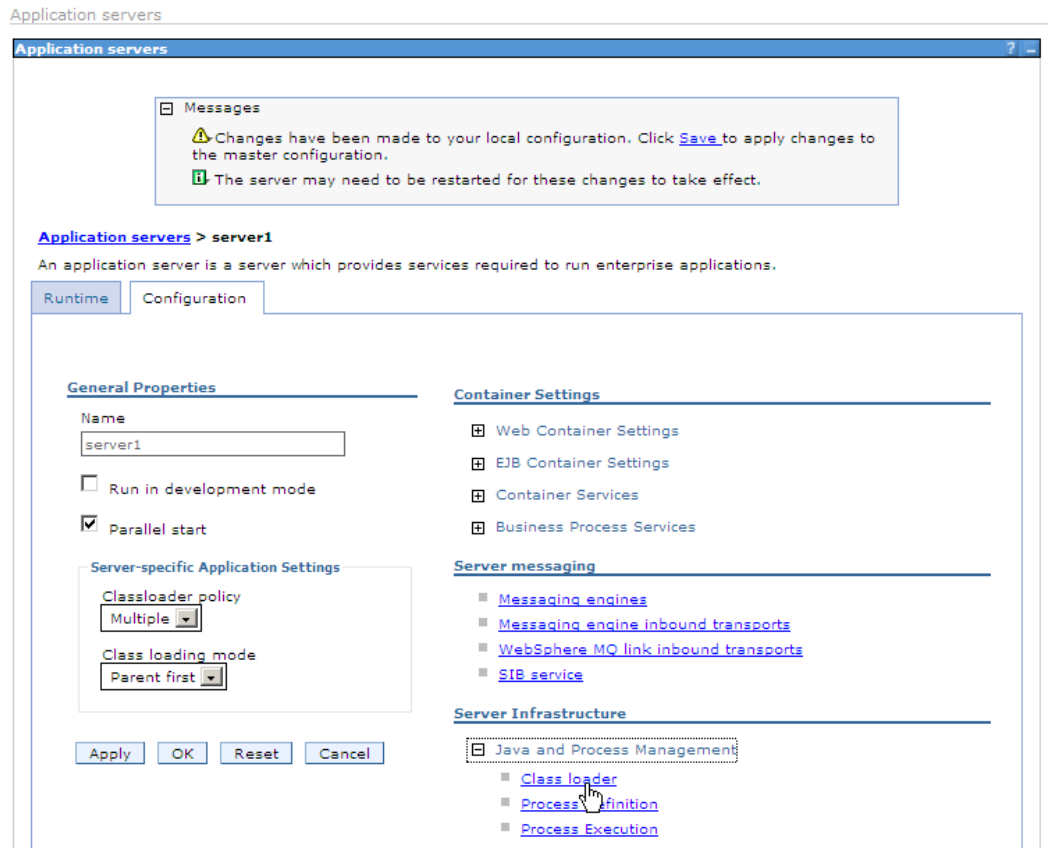 Application servers
Application servers ? _
Messages
Changes have been made to your local configuration. Click Save to apply changes to
the master configuration.
The server may need to be restarted for these changes to take effect.
Application servers > server1
An application server is a server which provides services required to run enterprise applications.
Runtime Configuration
General Properties
Name
server1
Run in development mode
Parallel start
Server-specific Application Settings
Classloader policy
Multiple
Class loading mode
Parent first
Apply OK Reset Cancel
Container Settings
Web Container Settings
EJB Container Settings
Container Services
Business Process Services
Server messaging
Messaging engines
Messaging engine inbound transports
WebSphere MQ link inbound transports
SIB service
Server Infrastructure
Java and Process Management
Class loader
Process Definition
Process Execution